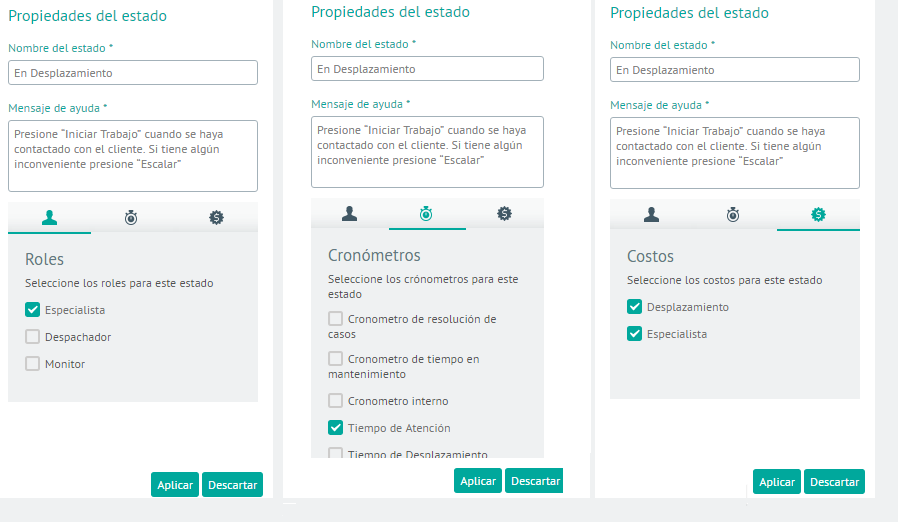 Propiedades del estado
Nombre del estado *
En Desplazamiento
Mensaje de ayuda *
Presione “Iniciar Trabajo” cuando se haya
contactado con el cliente. Si tiene algún
inconveniente presione “Escalar”
Roles
Seleccione los roles para este estado
Especialista
Despachador
Monitor
Aplicar
Descartar
Propiedades del estado
Nombre del estado *
En Desplazamiento
Mensaje de ayuda *
Presione “Iniciar Trabajo” cuando se haya
contactado con el cliente. Si tiene algún
inconveniente presione “Escalar”
Cronómetros
Seleccione los crónometros para este
estado
Cronometro de resolución de
casos
Cronometro de tiempo en
mantenimiento
Cronometro interno
Tiempo de Atención
Tiempo de Desplazamiento
Aplicar
Descartar
Propiedades del estado
Nombre del estado *
En Desplazamiento
Mensaje de ayuda *
Presione “Iniciar Trabajo” cuando se haya
contactado con el cliente. Si tiene algún
inconveniente presione “Escalar”
Costos
Seleccione los costos para este estado
Desplazamiento
Especialista
Aplicar
Descartar